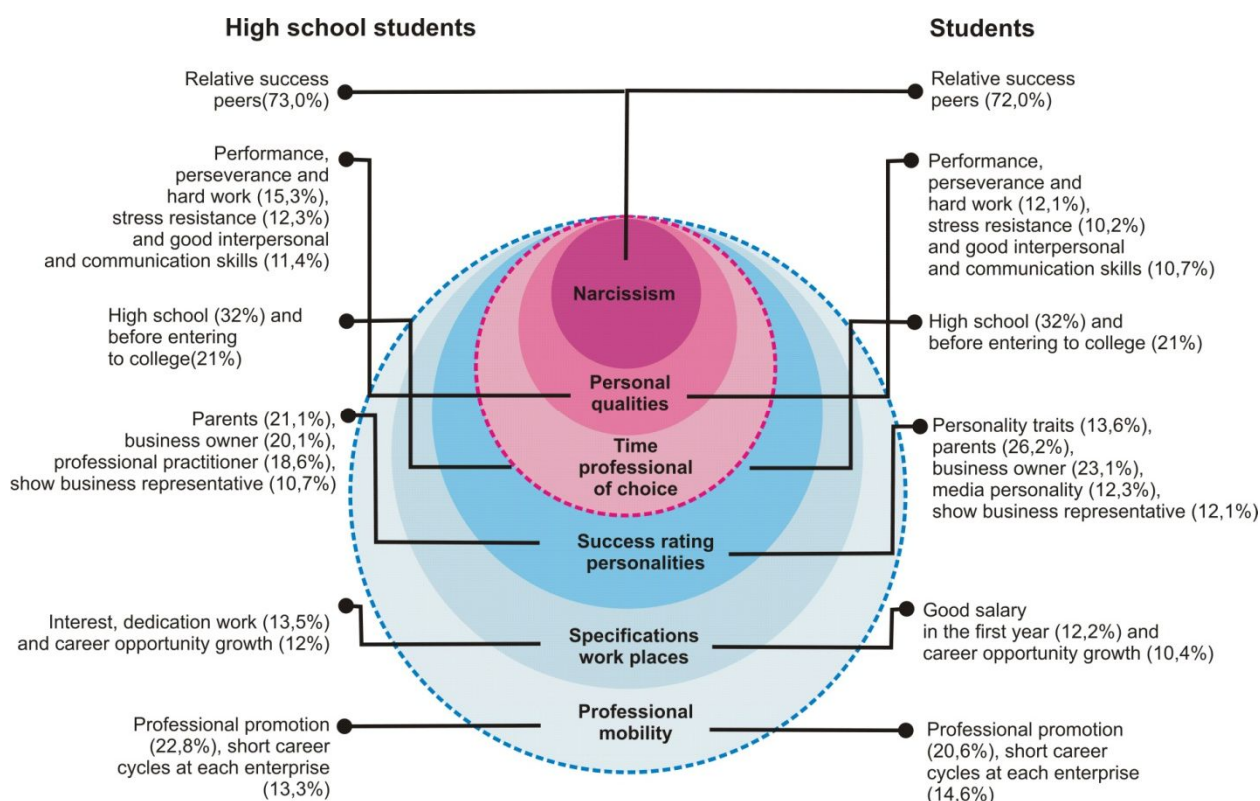 High school students
Students
Relative success
peers(73,0%)
Relative success
peers (72,0%)
Performance,
perseverance and
hard work (15,3%),
stress resistance (12,3%)
and good interpersonal
and communication skills (11,4%)
Performance,
perseverance and
hard work (12,1%),
stress resistance (10,2%)
and good interpersonal
and communication skills (10,7%)
Narcissism
High school (32%) and
before entering
to college(21%)
High school (32%) and
before entering to college (21%)
Personal
qualities
Parents (21,1%),
business owner (20,1%),
professional practitioner (18,6%),
show business representative (10,7%)
Time
professional
of choice
Personality traits (13,6%),
parents (26,2%),
business owner (23,1%),
media personality (12,3%),
show business representative (12,1%)
Success rating
personalities
Interest, dedication work (13,5%)
and career opportunity growth (12%)
Specifications
work places
Good salary
in the first year (12,2%) and
career opportunity growth (10,4%)
Professional promotion
(22,8%), short career
cycles at each enterprise
(13,3%)
Professional
mobility
Professional promotion
(20,6%), short career
cycles at each enterprise
(14,6%)